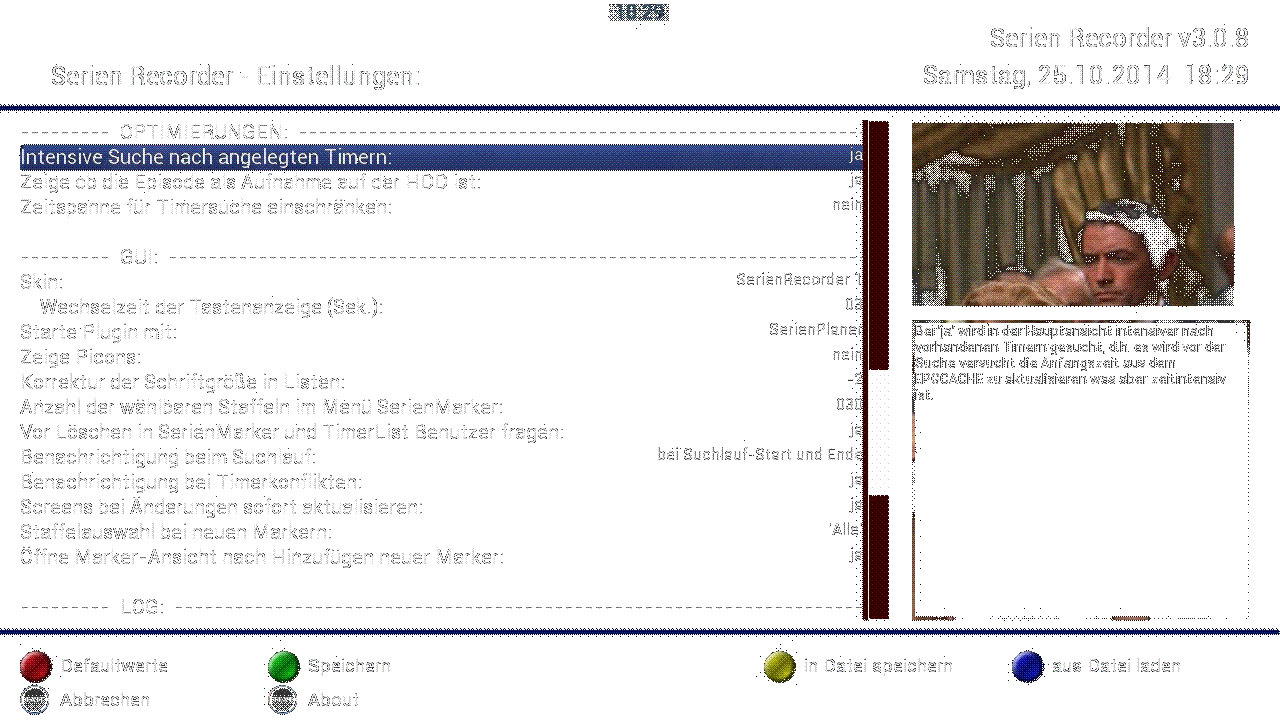 18:29
Serien Recorder v3.0.8
Serien Recorder - Einstellungen:
Samstag, 25.10.2014 18:29
--------- OPTIMIERUNGEN: ---------
Intensive Suche nach angelegten Timern: ja
Zeige ob die Episode als Aufnahme auf der HDD ist: ja
Zeitspanne für Timersuche einschränken: nein
--------- GUI: ---------
Skin: SerienRecorder 1
Wechselzeit der Tastenanzeige (Sek.): 03
Starte Plugin mit: SerienPlaner
Zeige Picons: nein
Korrektur der Schriftgröße in Listen: -2
Anzahl der wählbaren Staffeln im Menü SerienMarker: 030
Vor Löschen in SerienMarker und TimerList Benutzer fragen: ja
Benachrichtigung beim Suchlauf: bei Suchlauf-Start und Ende
Benachrichtigung bei Timerkonflikten: ja
Screens bei Änderungen sofort aktualisieren: ja
Staffelauswahl bei neuen Markern: 'Alle'
Öffne Marker-Ansicht nach Hinzufügen neuer Marker: ja
--------- LOG: ---------
Bei 'ja' wird in der Hauptansicht intensiver nach
vorhandenen Timern gesucht, d.h. es wird vor der
Suche versucht die Anfangszeit aus dem
EPGCACHE zu aktualisieren was aber zeitintensiv
ist.
Defaultwerte
Speichern
in Datei speichern
aus Datei laden
Abbrechen
About